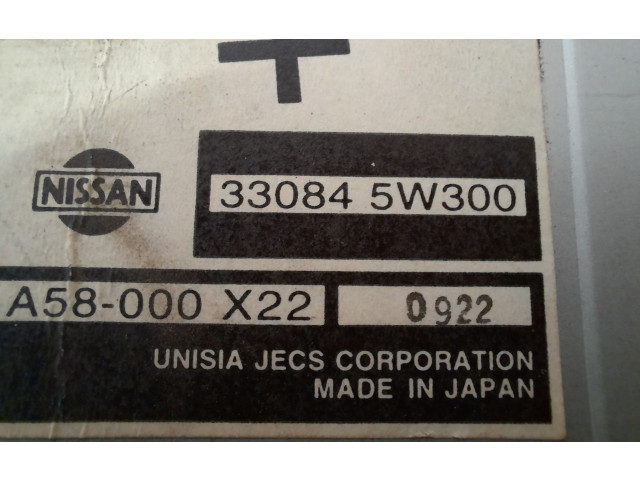 T
NISSAN
33084 5W300
A58-000 X22
0922
UNISIA JECS CORPORATION
MADE IN JAPAN